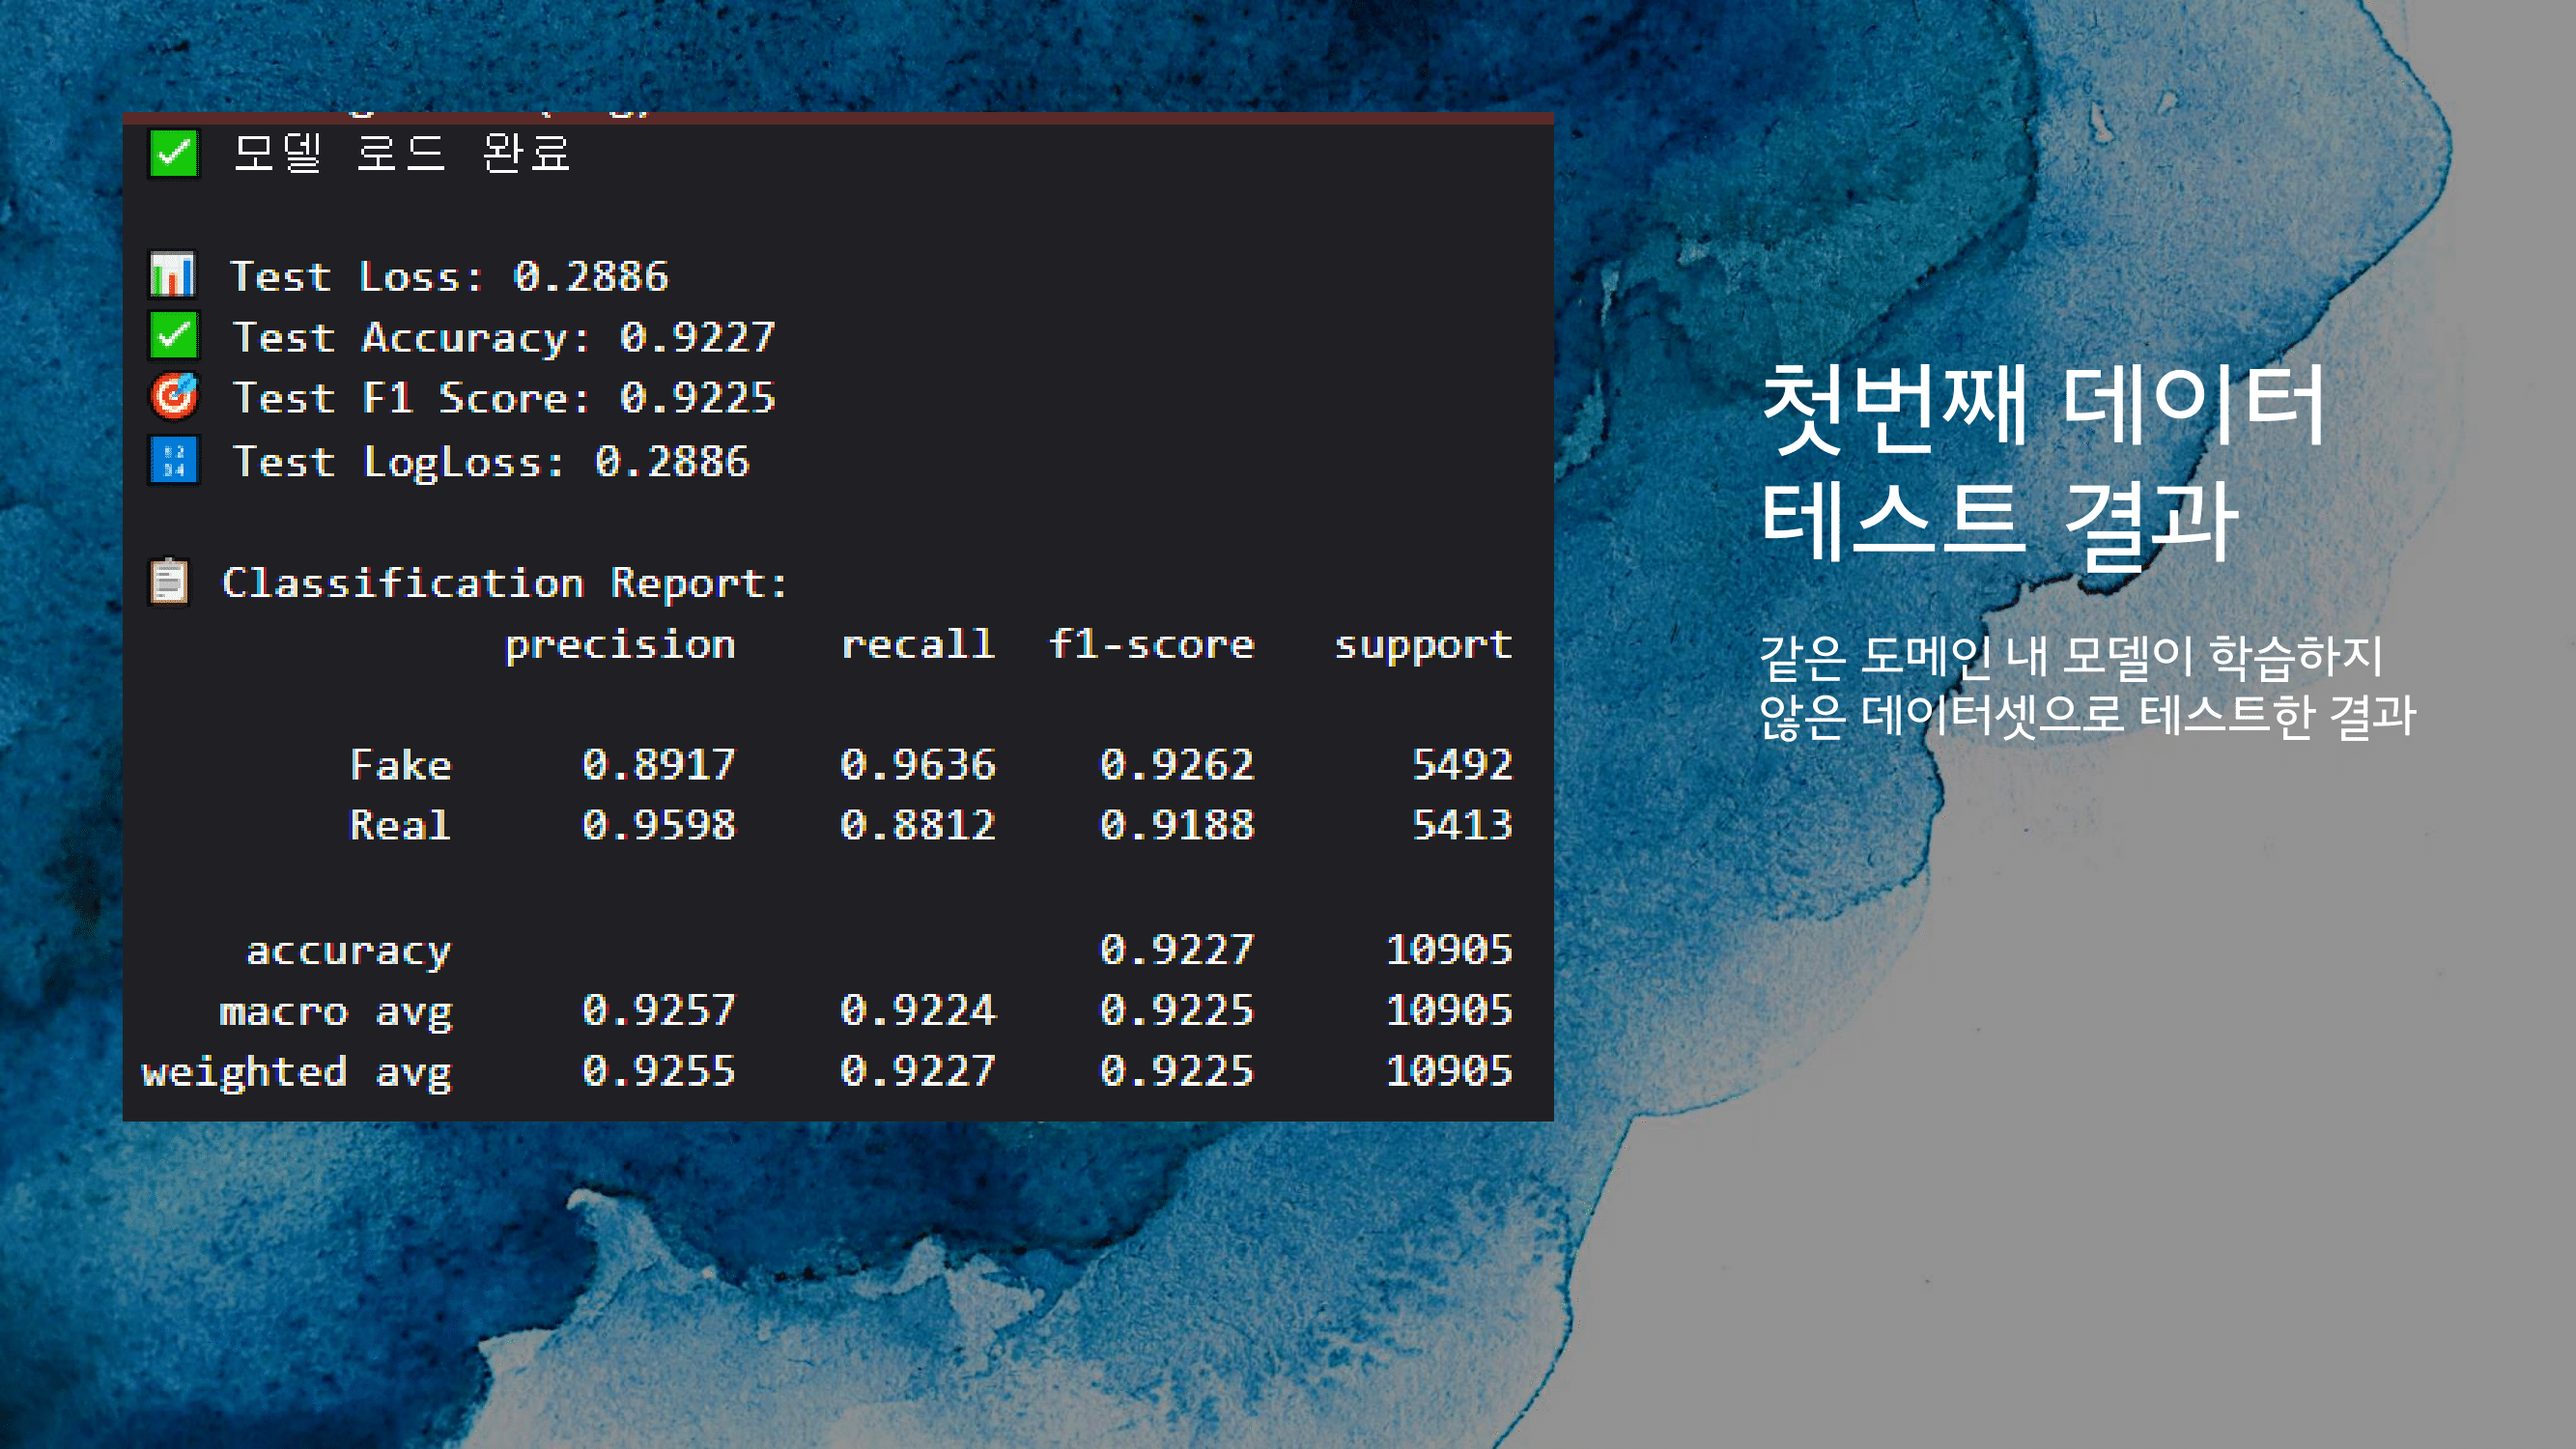 모델 로드 완료
Test Loss: 0.2886
Test Accuracy: 0.9227
Test F1 Score: 0.9225
Test LogLoss: 0.2886
Classification Report:
precision recall f1-score support
Fake 0.8917 0.9636 0.9262 5492
Real 0.9598 0.8812 0.9188 5413
accuracy 0.9227 10905
macro avg 0.9257 0.9224 0.9225 10905
weighted avg 0.9255 0.9227 0.9225 10905
첫번째 데이터
테스트 결과
같은 도메인 내 모델이 학습하지
않은 데이터셋으로 테스트한 결과